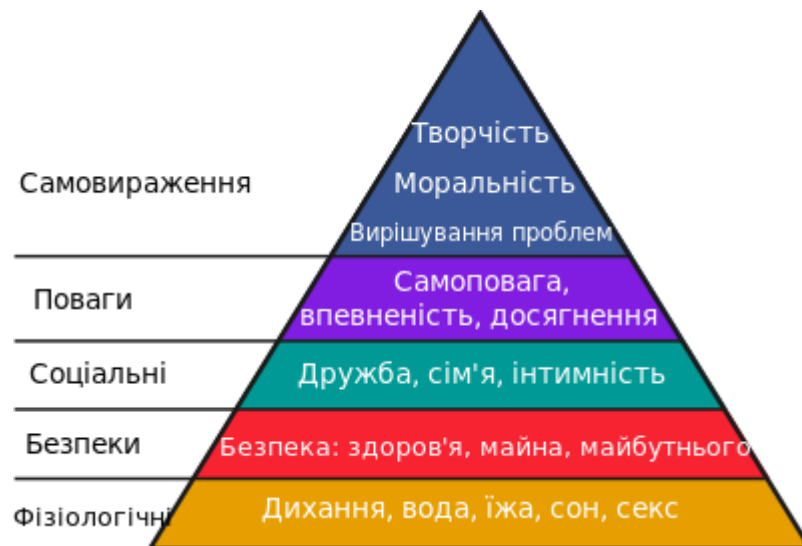 Творчість
Самовираження
Моральність
Вирішування проблем
Поваги
Самоповага,
впевненість, досягнення
Соціальні
Дружба, сім'я, інтимність
Безпеки
Безпека: здоров'я, майна, майбутнього
Фізіологічні
Дихання, вода, їжа, сон, секс